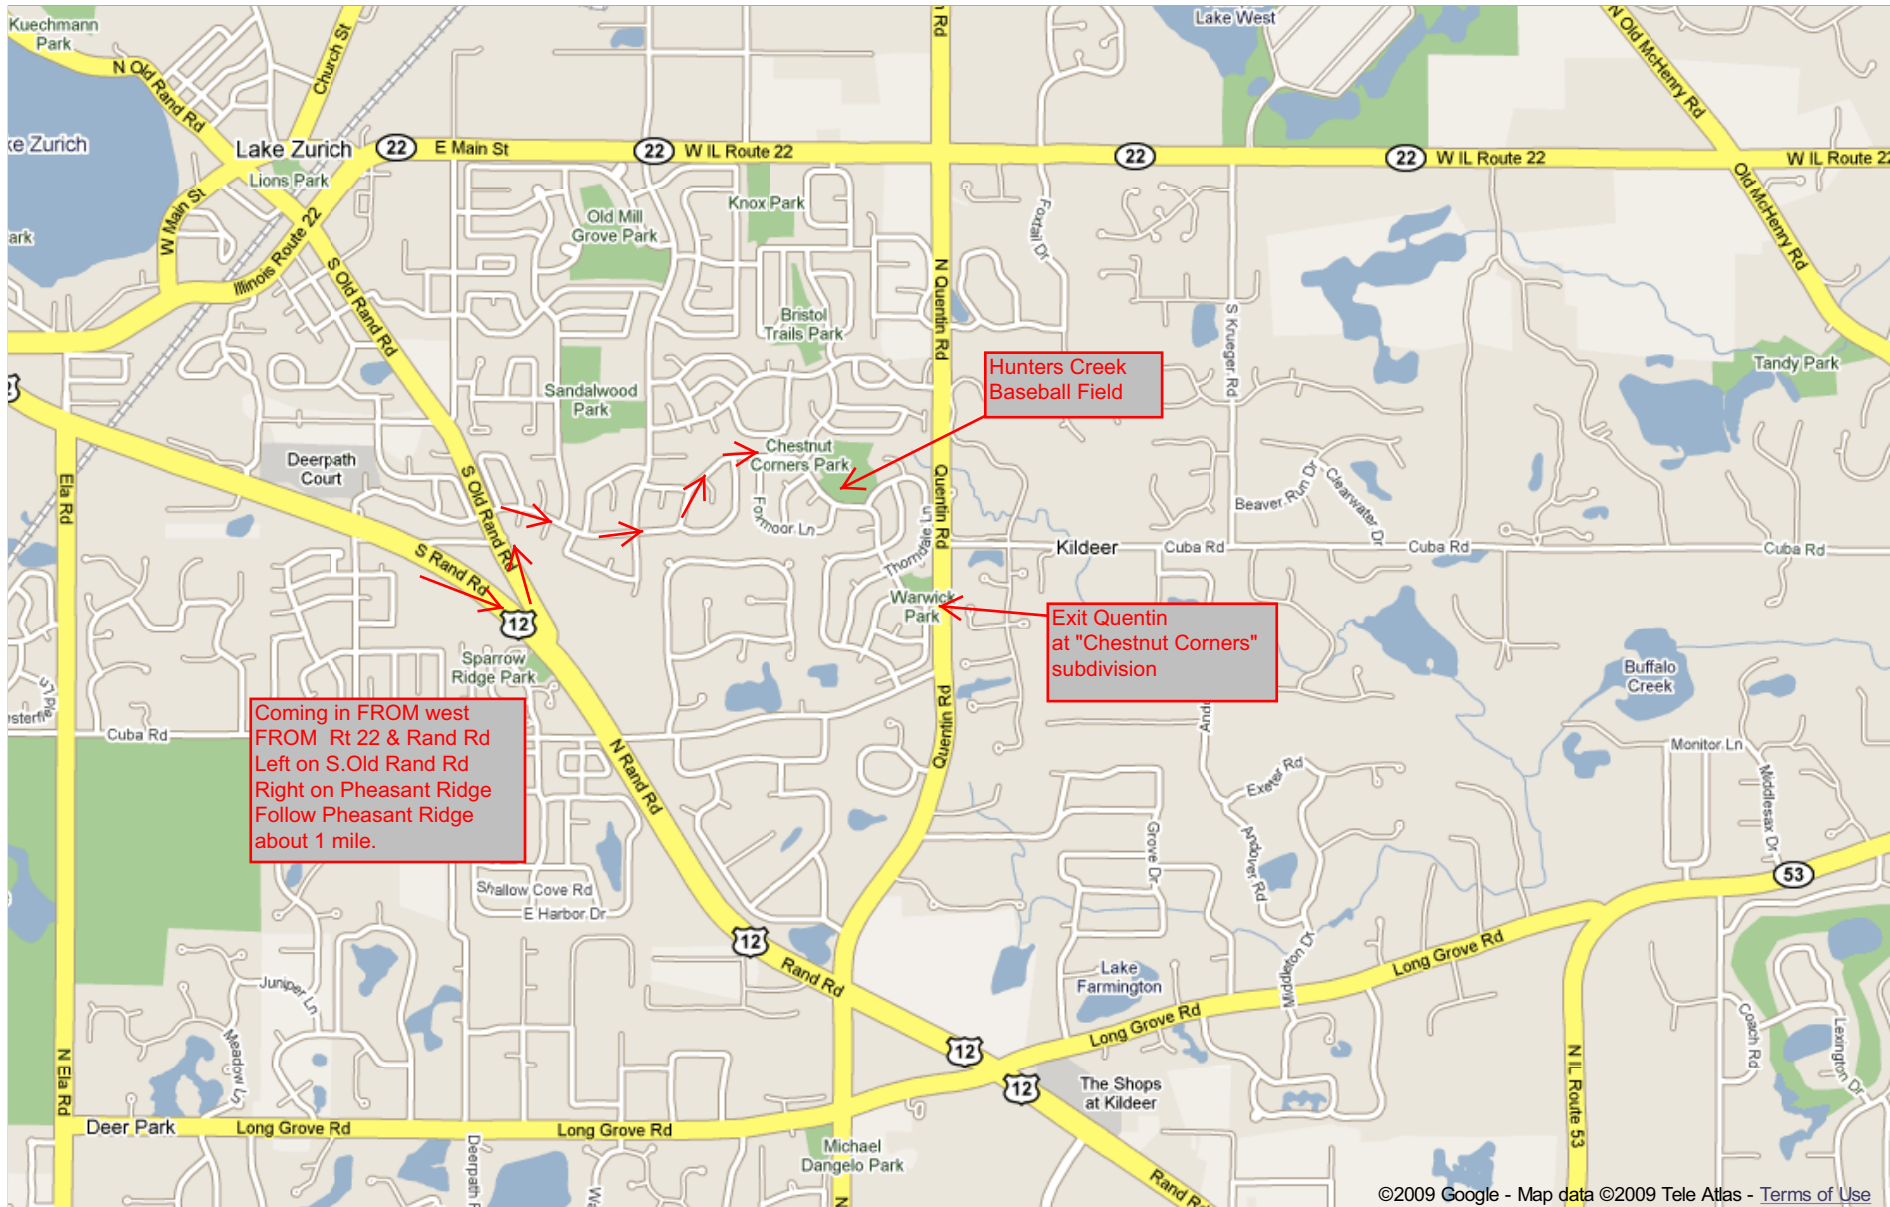 Kuechmann
Park
Church St
n Rd
Lake West
N Old McHenry Rd
N Old Rand Rd
ke Zurich
Lake Zurich
22
E Main St
22
W IL Route 22
22
22
W IL Route 22
W IL Route 22
Lions Park
Old McHenry Rd
W Main St
Knox Park
Old Mill
Grove Park
Foxtail Dr
ark
Illinois Route 22
S Old Rand Rd
N Quentin Rd
Bristol
Trails Park
S Krueger Rd
Tandy Park
Hunters Creek
Baseball Field
Sandalwood
Park
Chestnut
Corners Park
Deerpath
Court
Ela Rd
S Old Rand Rd
Quentin Rd
Beaver Run Dr
Clearwater Dr
Foxmoor Ln
Thorndale Ln
Kildeer
Cuba Rd
Cuba Rd
Cuba Rd
S Rand Rd
12
Warwick
Park
Exit Quentin
at "Chestnut Corners"
subdivision
Sparrow
Ridge Park
Buffalo
Creek
Coming in FROM west
FROM Rt 22 & Rand Rd
Left on S.Old Rand Rd
Right on Pheasant Ridge
Follow Pheasant Ridge
about 1 mile.
Cuba Rd
Quentin Rd
N Rand Rd
Monitor Ln
Middlesax Dr
Exeter Rd
Andover Rd
Grove Dr
53
Shallow Cove Rd
E Harbor Dr
12
Rand Rd
Long Grove Rd
Middleton Dr
Lake
Farmington
Juniper Ln
Meadow Ln
Long Grove Rd
Coach Rd
Lexington Dr
N Ela Rd
12
12
The Shops
at Kildeer
N IL Route 53
Deer Park
Long Grove Rd
Long Grove Rd
Michael
Dangelo Park
Deerpath R
Rand R
N
©2009 Google - Map data ©2009 Tele Atlas - Terms of Use